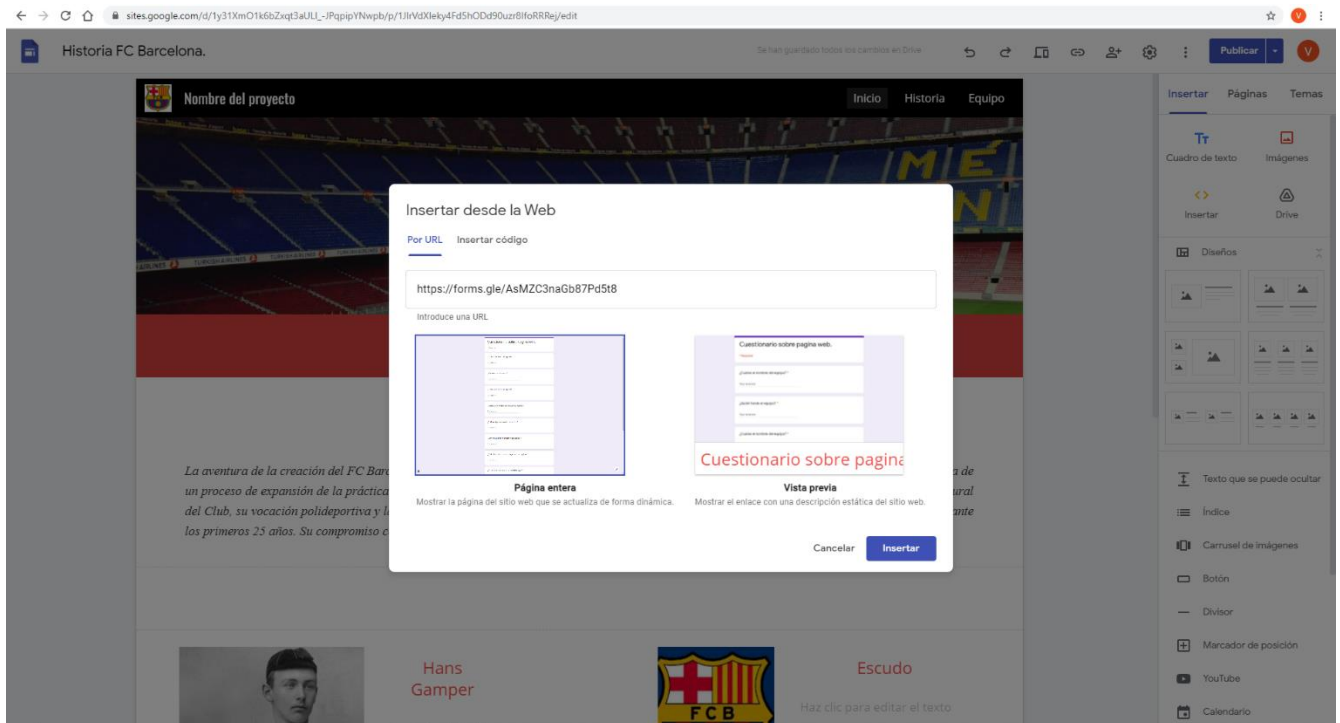 sites.google.com/d/1y31XmO1k6bZxqt3aULI_-JPqpipYNwpb/p/1JIrVdXIeky4Fd5hODd90uzr8IfoRRRej/edit
V
Historia FC Barcelona.
Se han guardado todos los cambios en Drive
Publicar
V
Nombre del proyecto
Inicio Historia Equipo
Insertar Páginas Temas
Cuadro de texto Imágenes
Insertar Drive
Diseños
MÉ
N
TURKISH AIRLINES
Insertar desde la Web
Por URL Insertar código
https://forms.gle/AsMZC3naGb87Pd5t8
Introduce una URL
Cuestionario sobre pagina web.
Cuestionario sobre pagina
Página entera
Mostrar la página del sitio web que se actualiza de forma dinámica.
Vista previa
Mostrar el enlace con una descripción estática del sitio web.
Cancelar Insertar
La aventura de la creación del FC Barc
a de
un proceso de expansión de la práctica
ural
del Club, su vocación polideportiva y l
ante
los primeros 25 años. Su compromiso c
Hans
Gamper
FCB
Escudo
Haz clic para editar el texto
Texto que se puede ocultar
Índice
Carrusel de imágenes
Botón
Divisor
Marcador de posición
YouTube
Calendario